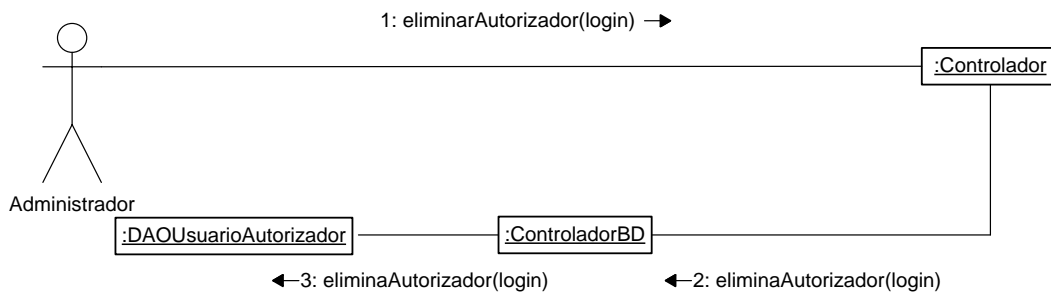 1: eliminarAutorizador(login)
:Controlador
Administrador
:DAOUsuarioAutorizador
:ControladorBD
3: eliminaAutorizador(login)
2: eliminaAutorizador(login)